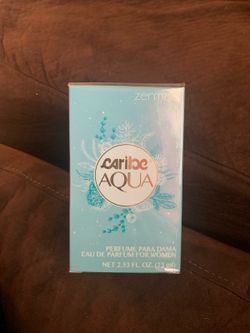 caribe
AQUA
PERFUME PARA DAMA
EAU DE PARFUM FOR WOMEN
NET 2.53 FL. OZ. (75 ml)